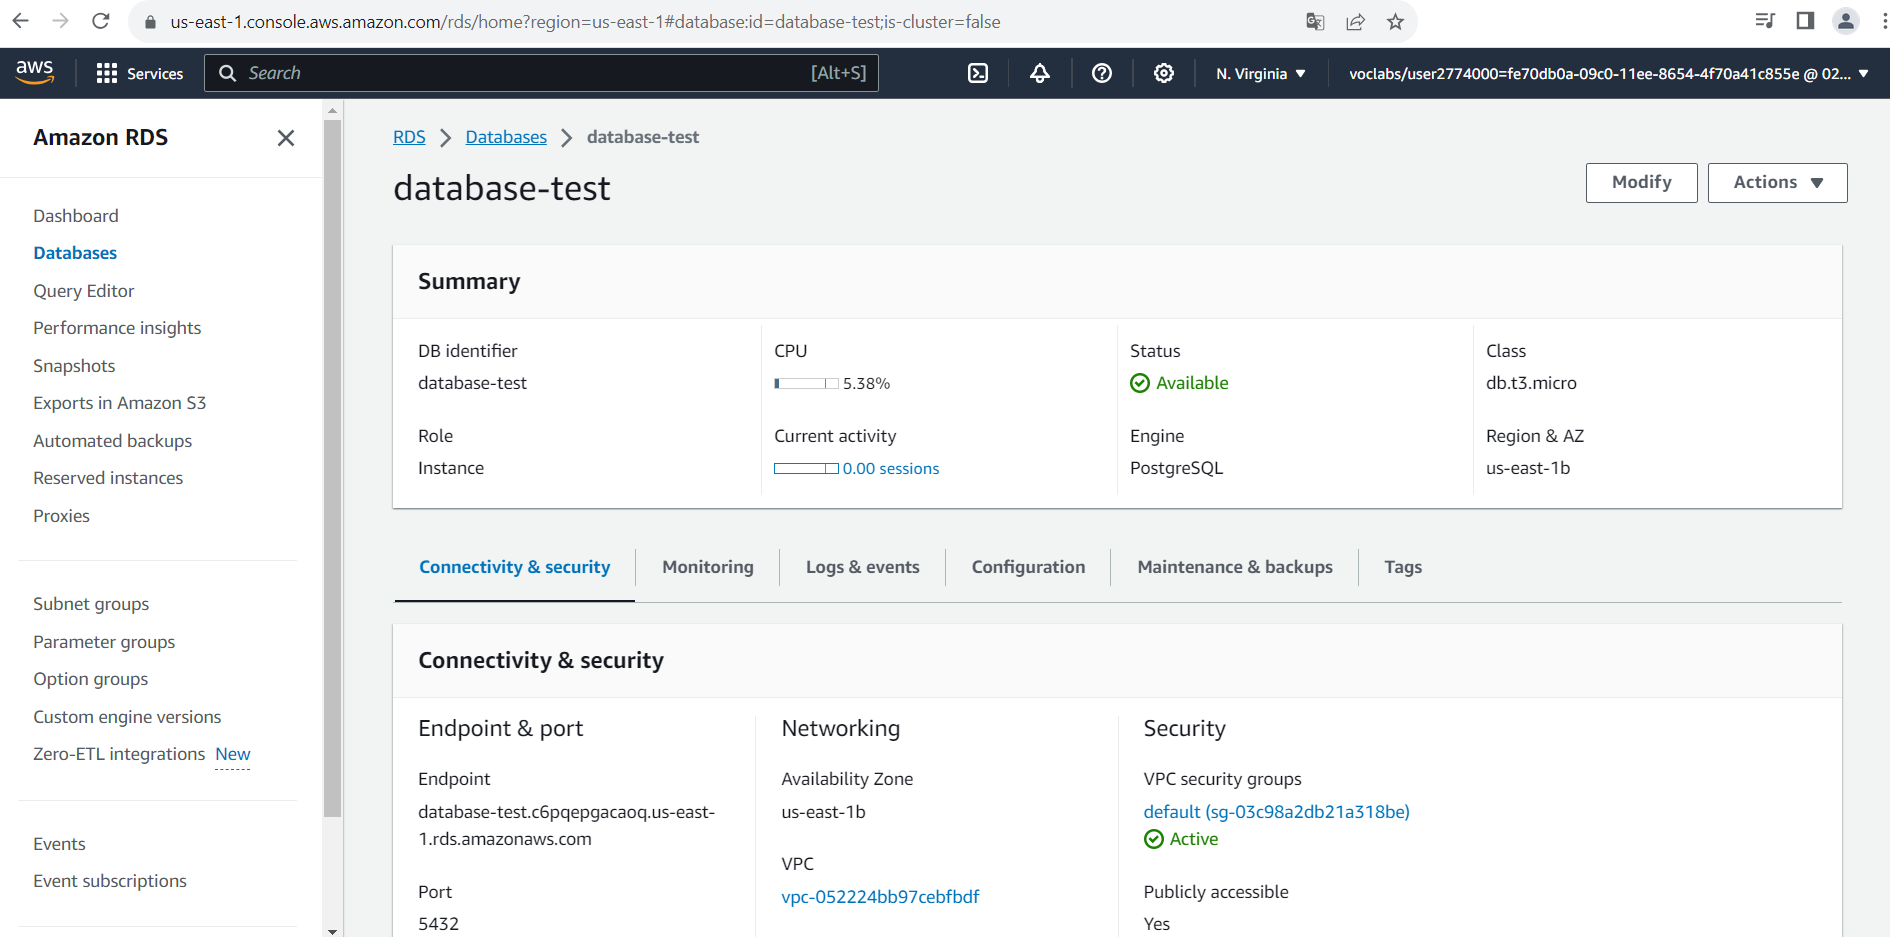 us-east-1.console.aws.amazon.com/rds/home?region=us-east-1#database:id=database-test;is-cluster=false
aws
Services
Search
[Alt+S]
N. Virginia
voclabs/user2774000=fe70db0a-09c0-11ee-8654-4f70a41c855e @ 02...
Amazon RDS
Dashboard
Databases
Query Editor
Performance insights
Snapshots
Exports in Amazon S3
Automated backups
Reserved instances
Proxies
Subnet groups
Parameter groups
Option groups
Custom engine versions
Zero-ETL integrations New
Events
Event subscriptions
RDS > Databases > database-test
database-test
Modify
Actions
Summary
DB identifier
database-test
CPU
5.38%
Status
Available
Class
db.t3.micro
Role
Instance
Current activity
0.00 sessions
Engine
PostgreSQL
Region & AZ
us-east-1b
Connectivity & security
Monitoring
Logs & events
Configuration
Maintenance & backups
Tags
Connectivity & security
Endpoint & port
Endpoint
database-test.c6pqepgacaoq.us-east-
1.rds.amazonaws.com
Port
5432
Networking
Availability Zone
us-east-1b
VPC
vpc-052224bb97cebfbdf
Security
VPC security groups
default (sg-03c98a2db21a318be)
Active
Publicly accessible
Yes